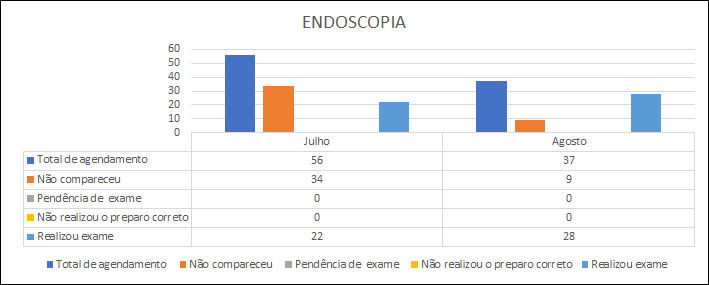 ENDOSCOPIA
60
50
40
30
20
10
0
Julho Agosto
Total de agendamento 56 37
Não compareceu 34 9
Pendência de exame 0 0
Não realizou o preparo correto 0 0
Realizou exame 22 28
Total de agendamento Não compareceu Pendência de exame Não realizou o preparo correto Realizou exame